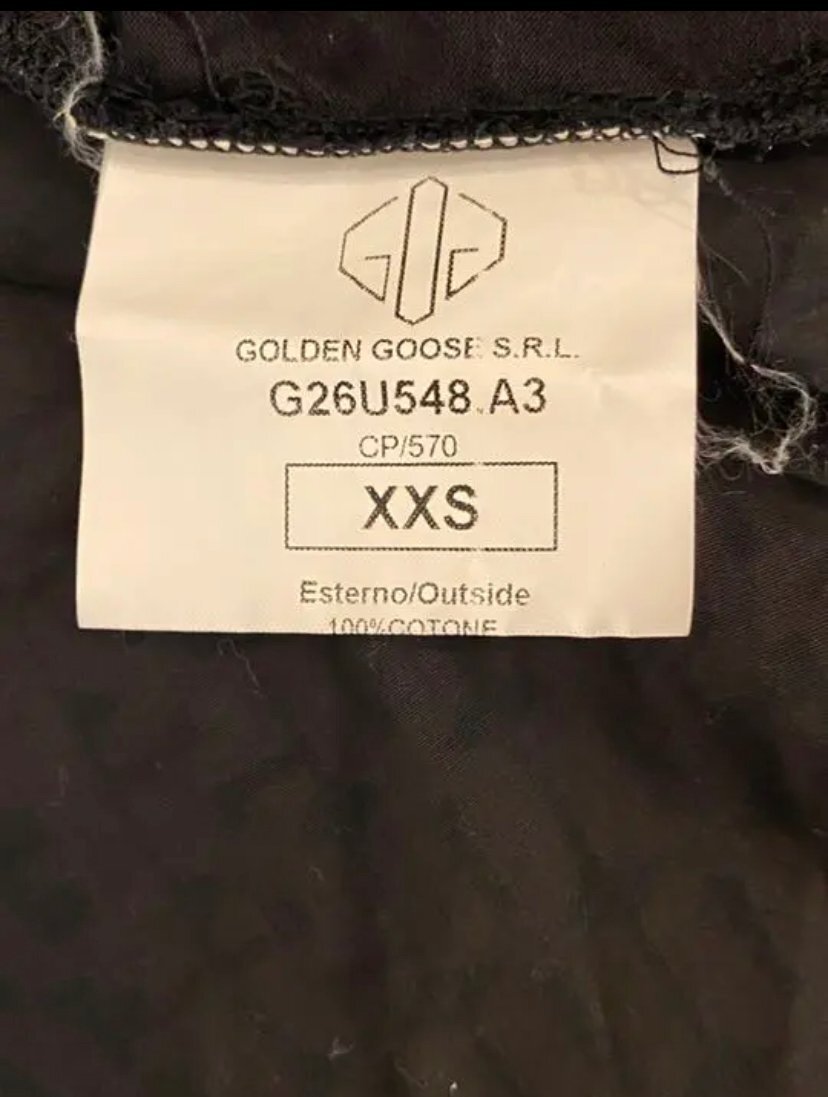 GOLDEN GOOSE S.R.L.
G26U548.A3
CP/570
XXS
Esterno/Outside
100%COTONE